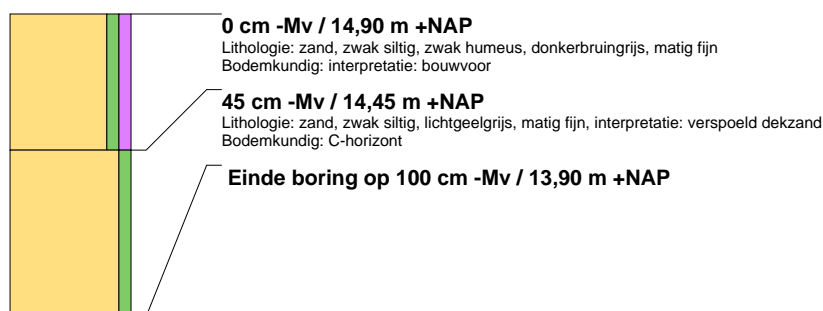 0 cm -Mv / 14,90 m +NAP
Lithologie: zand, zwak siltig, zwak humeus, donkerbruingrijs, matig fijn
Bodemkundig: interpretatie: bouwvoor
45 cm -Mv / 14,45 m +NAP
Lithologie: zand, zwak siltig, lichtgeelgrijs, matig fijn, interpretatie: verspoeld dekzand
Bodemkundig: C-horizont
Einde boring op 100 cm -Mv / 13,90 m +NAP